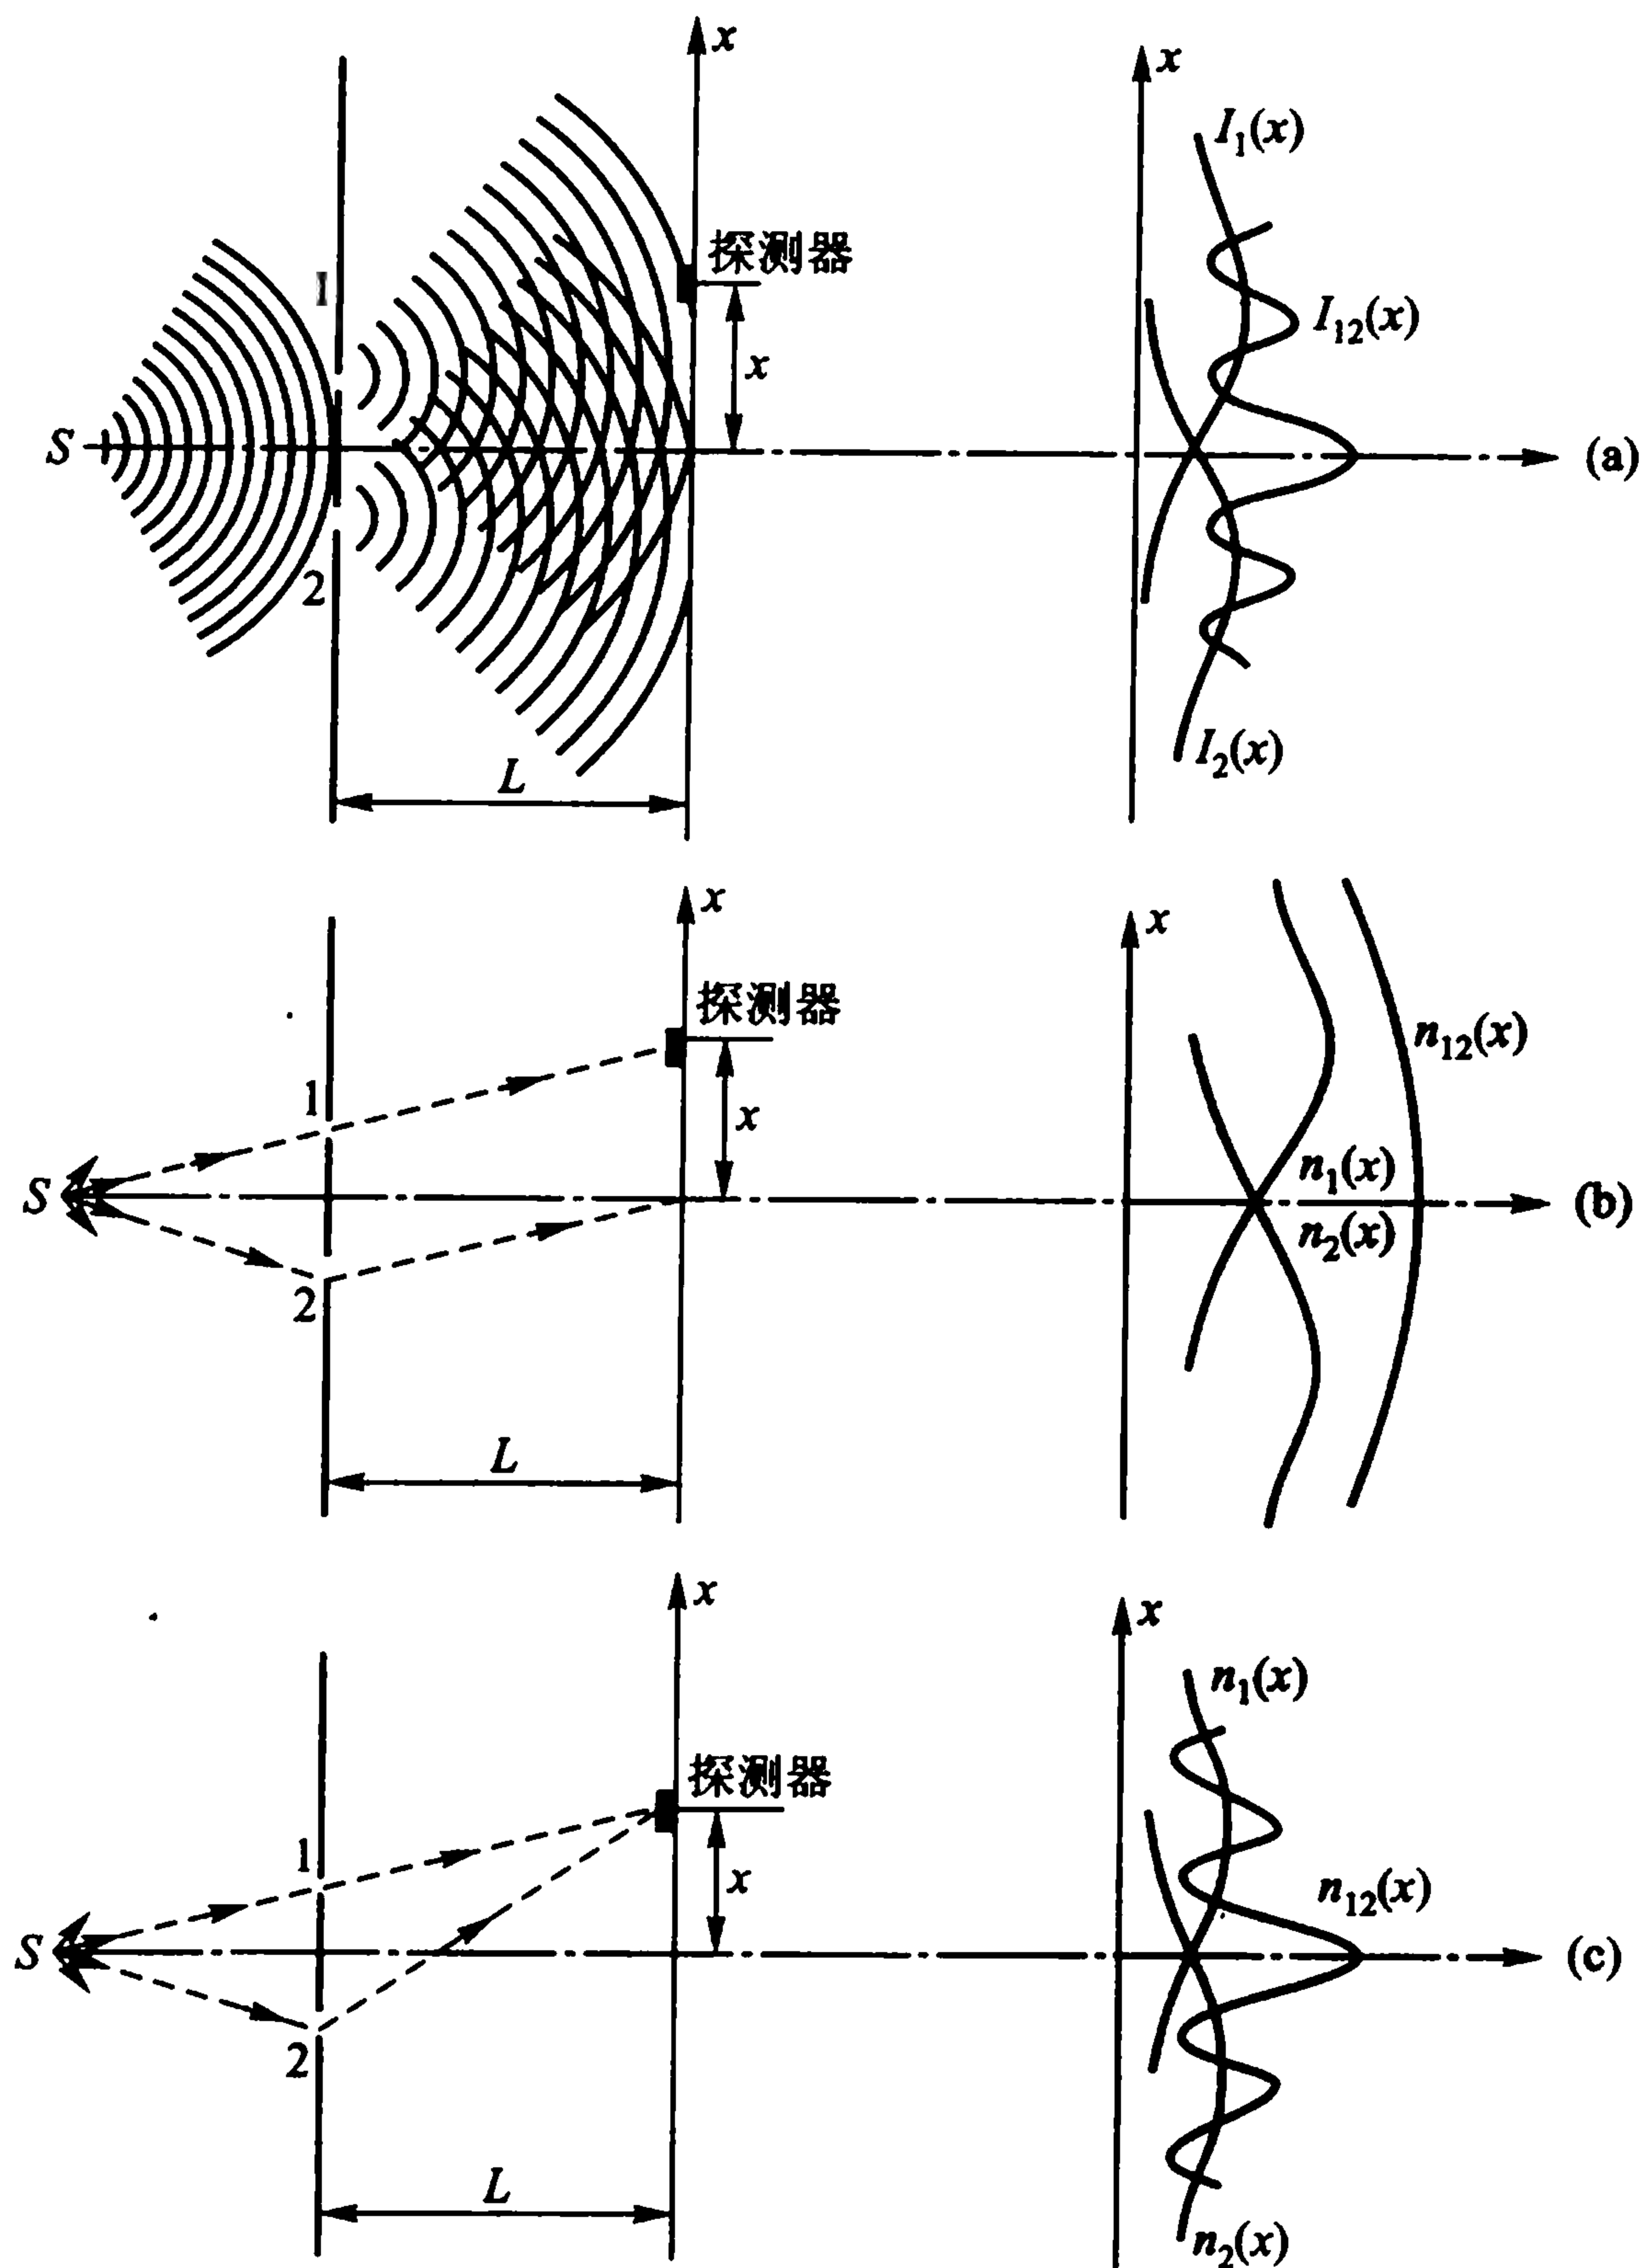 x
x
I₁(x)
探测器
1
I₁₂(x)
x
S
(a)
2
I₂(x)
L
x
x
探测器
n₁₂(x)
1
x
n₁(x)
S
(b)
n₂(x)
2
L
x
x
n₁(x)
探测器
1
x
n₁₂(x)
S
(c)
2
L
n₂(x)